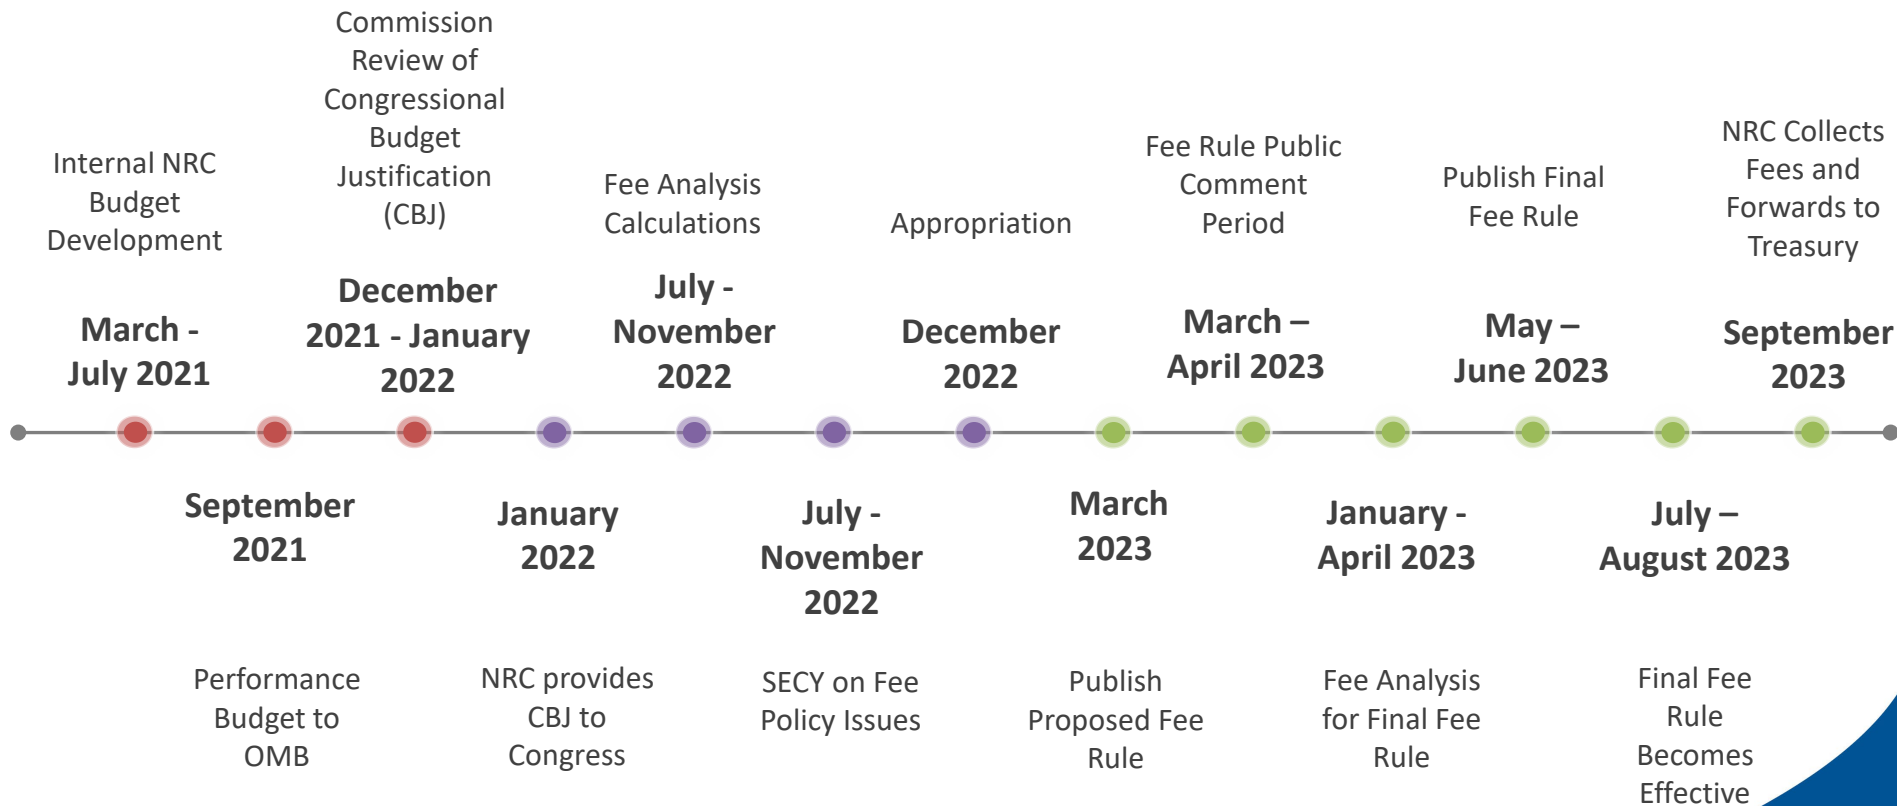 Internal NRC
Budget
Development
March -
July 2021
September
2021
Performance
Budget to
OMB
Commission
Review of
Congressional
Budget
Justification
(CBJ)
December
2021 - January
2022
January
2022
NRC provides
CBJ to
Congress
Fee Analysis
Calculations
July -
November
2022
July -
November
2022
SECY on Fee
Policy Issues
Appropriation
December
2022
March
2023
Publish
Proposed Fee
Rule
Fee Rule Public
Comment
Period
March –
April 2023
January -
April 2023
Fee Analysis
for Final Fee
Rule
Publish Final
Fee Rule
May –
June 2023
July –
August 2023
Final Fee
Rule
Becomes
Effective
NRC Collects
Fees and
Forwards to
Treasury
September
2023